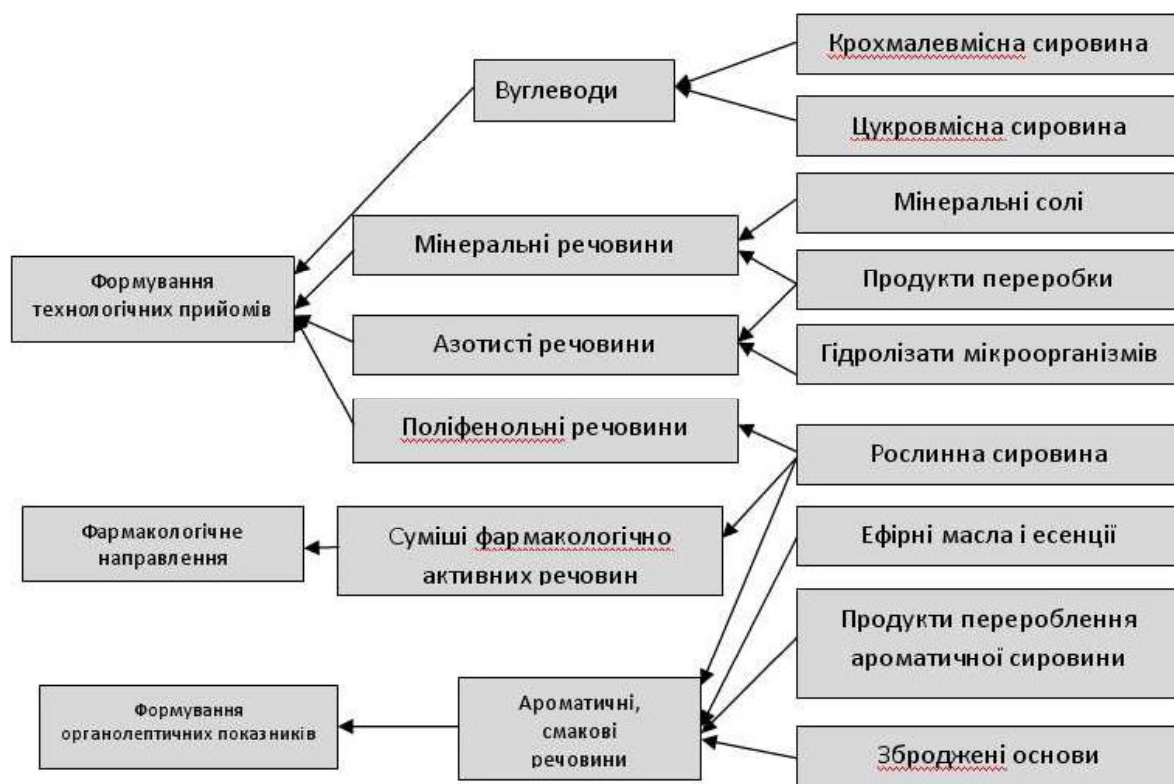 Крохмалевмісна сировина
Вуглеводи
Цукровмісна сировина
Мінеральні солі
Мінеральні речовини
Продукти переробки
Формування
технологічних прийомів
Азотисті речовини
Гідролізати мікроорганізмів
Поліфенольні речовини
Рослинна сировина
Фармакологічне
направлення
Суміші фармакологічно
активних речовин
Ефірні масла і есенції
Продукти перероблення
ароматичної сировини
Формування
органолептичних показників
Ароматичні,
смакові
речовини
Зброджені основи